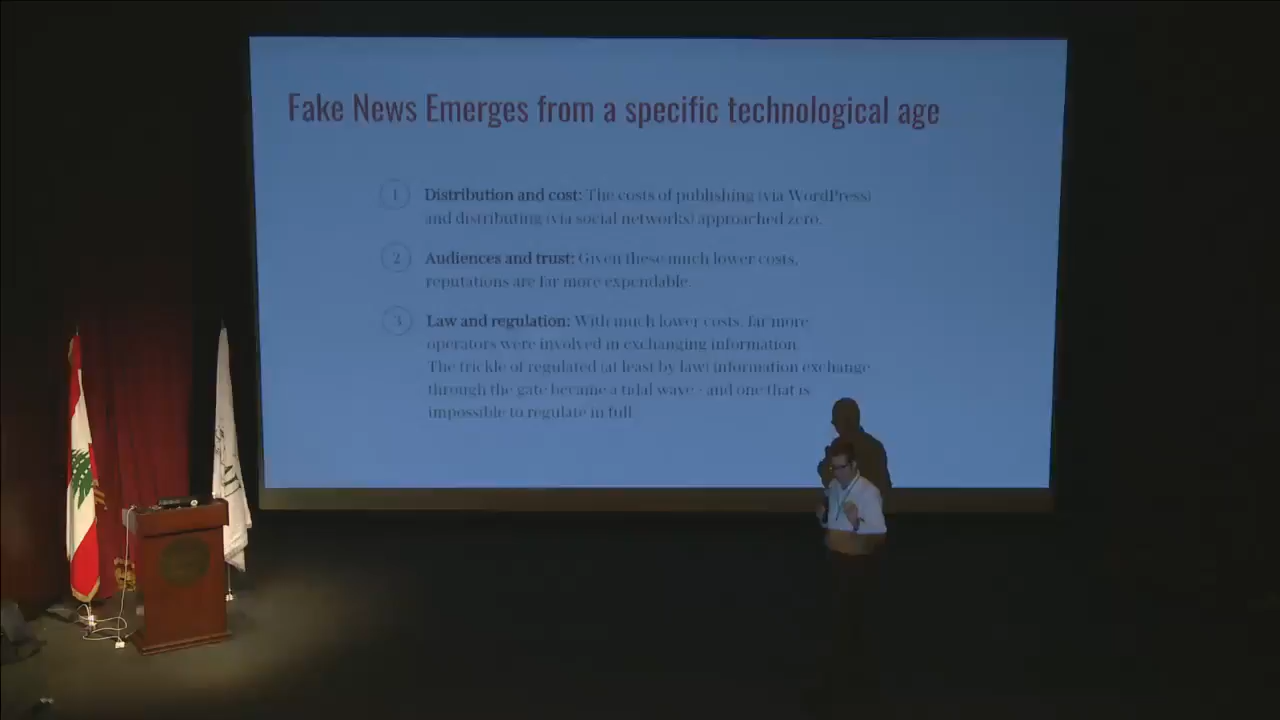 Fake News Emerges from a specific technological age
1 Distribution and cost: The costs of publishing (via WordPress)
and distributing (via social networks) approached zero.
2 Audiences and trust: Given these much lower costs,
reputations are far more expendable.
3 Law and regulation: With much lower costs, far more
operators were involved in exchanging information.
The trickle of regulated (at least by law) information exchange
through the gate became a tidal wave - and one that is
impossible to regulate in full.